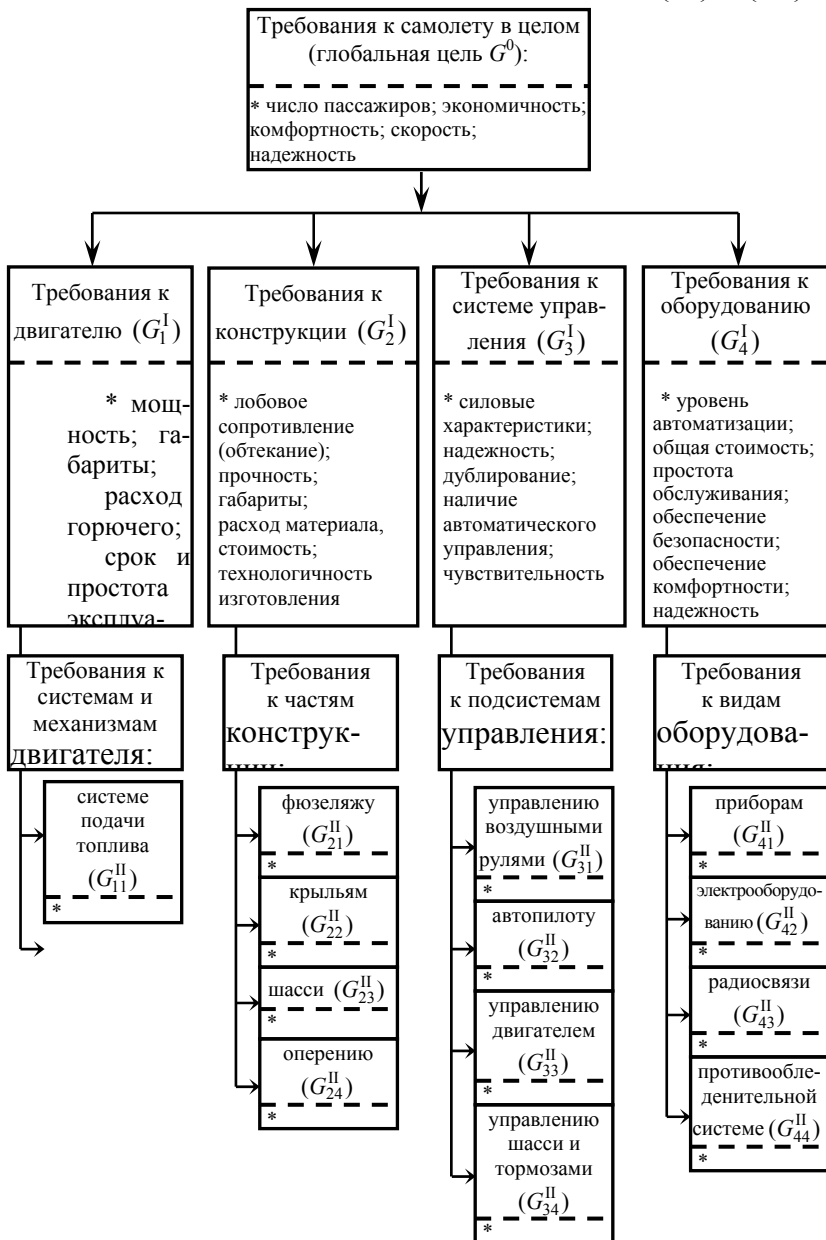 Требования к самолету в целом
(глобальная цель G⁰):
* число пассажиров; экономичность;
комфортность; скорость;
надежность
Требования к
двигателю (G₁ᴵ)
* мощ-
ность; га-
бариты;
расход
горючего;
срок и
простота
эксплуа-
Требования к
конструкции (G₂ᴵ)
* лобовое
сопротивление
(обтекание);
прочность;
габариты;
расход материала,
стоимость;
технологичность
изготовления
Требования к
системе управ-
ления (G₃ᴵ)
* силовые
характеристики;
надежность;
дублирование;
наличие
автоматического
управления;
чувствительность
Требования к
оборудованию
(G₄ᴵ)
* уровень
автоматизации;
общая стоимость;
простота
обслуживания;
обеспечение
безопасности;
обеспечение
комфортности;
надежность
Требования к
системам и
механизмам
двигателя:
системе
подачи
топлива
(G₁₁ᴵᴵ)
*
Требования
к частям
конструк-
ции:
фюзеляжу
(G₂₁ᴵᴵ)
*
крыльям
(G₂₂ᴵᴵ)
*
шасси (G₂₃ᴵᴵ)
*
оперению
(G₂₄ᴵᴵ)
*
Требования
к подсистемам
управления:
управлению
воздушными
рулями (G₃₁ᴵᴵ)
*
автопилоту
(G₃₂ᴵᴵ)
*
управлению
двигателем
(G₃₃ᴵᴵ)
*
управлению
шасси и
тормозами
(G₃₄ᴵᴵ)
*
Требования
к видам
оборудова-
ния:
приборам
(G₄₁ᴵᴵ)
*
электрооборудо-
ванию (G₄₂ᴵᴵ)
*
радиосвязи
(G₄₃ᴵᴵ)
*
противообле-
денительной
системе (G₄₄ᴵᴵ)
*